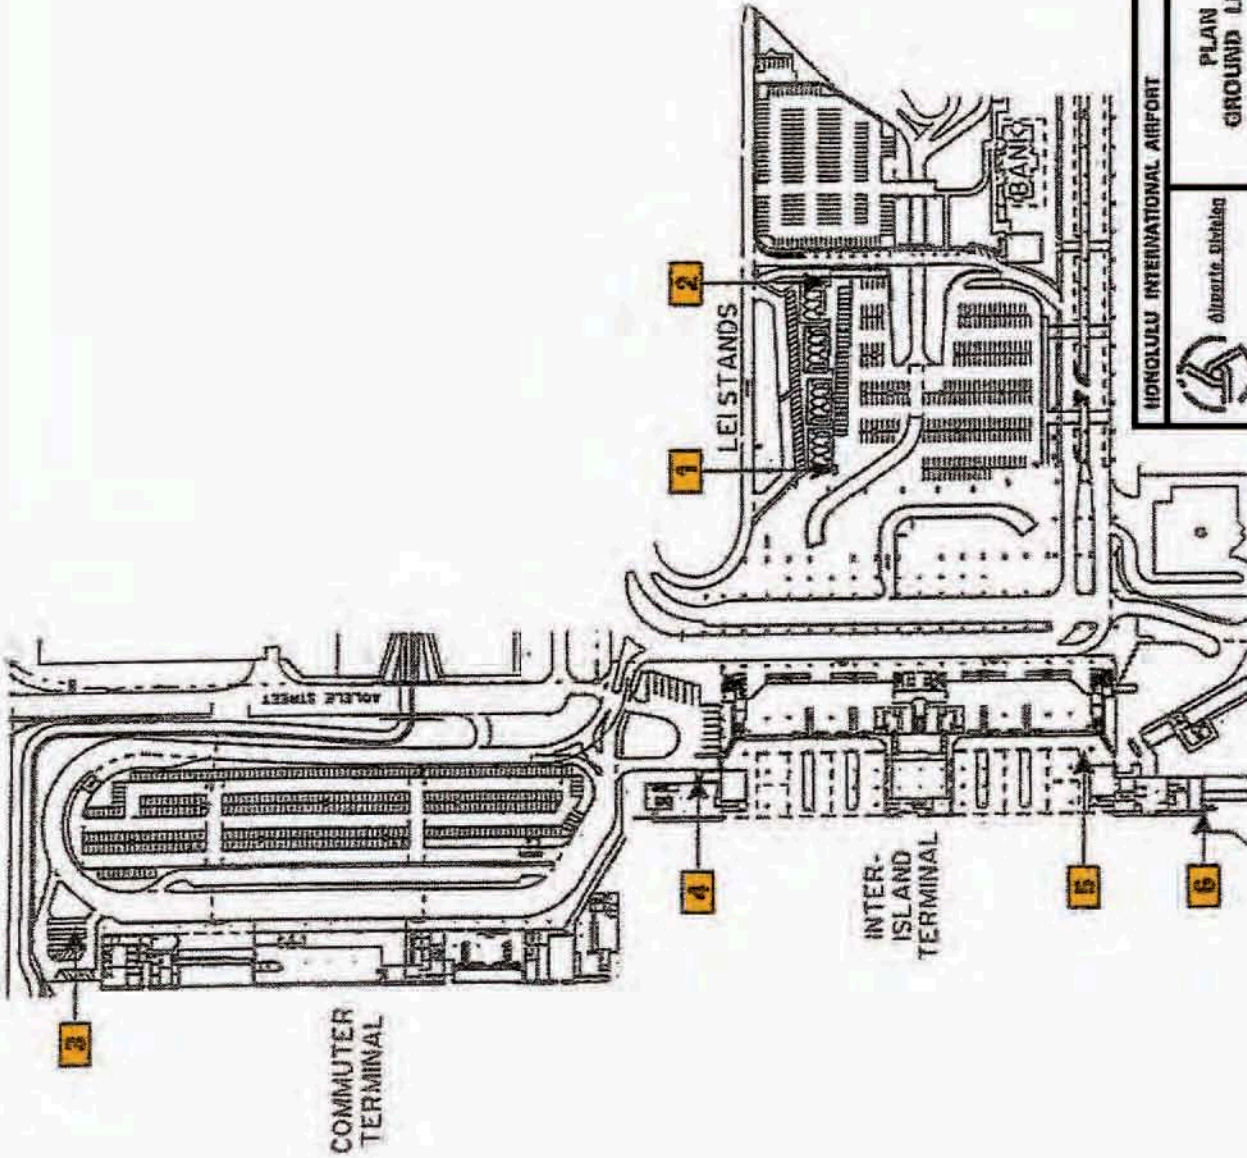 COMMUTER
TERMINAL
3
AOLELE STREET
INTER-
ISLAND
TERMINAL
4
5
6
1
2
LEI STANDS
BANK
HONOLULU INTERNATIONAL AIRPORT
Airports Division
PLAN
GROUND